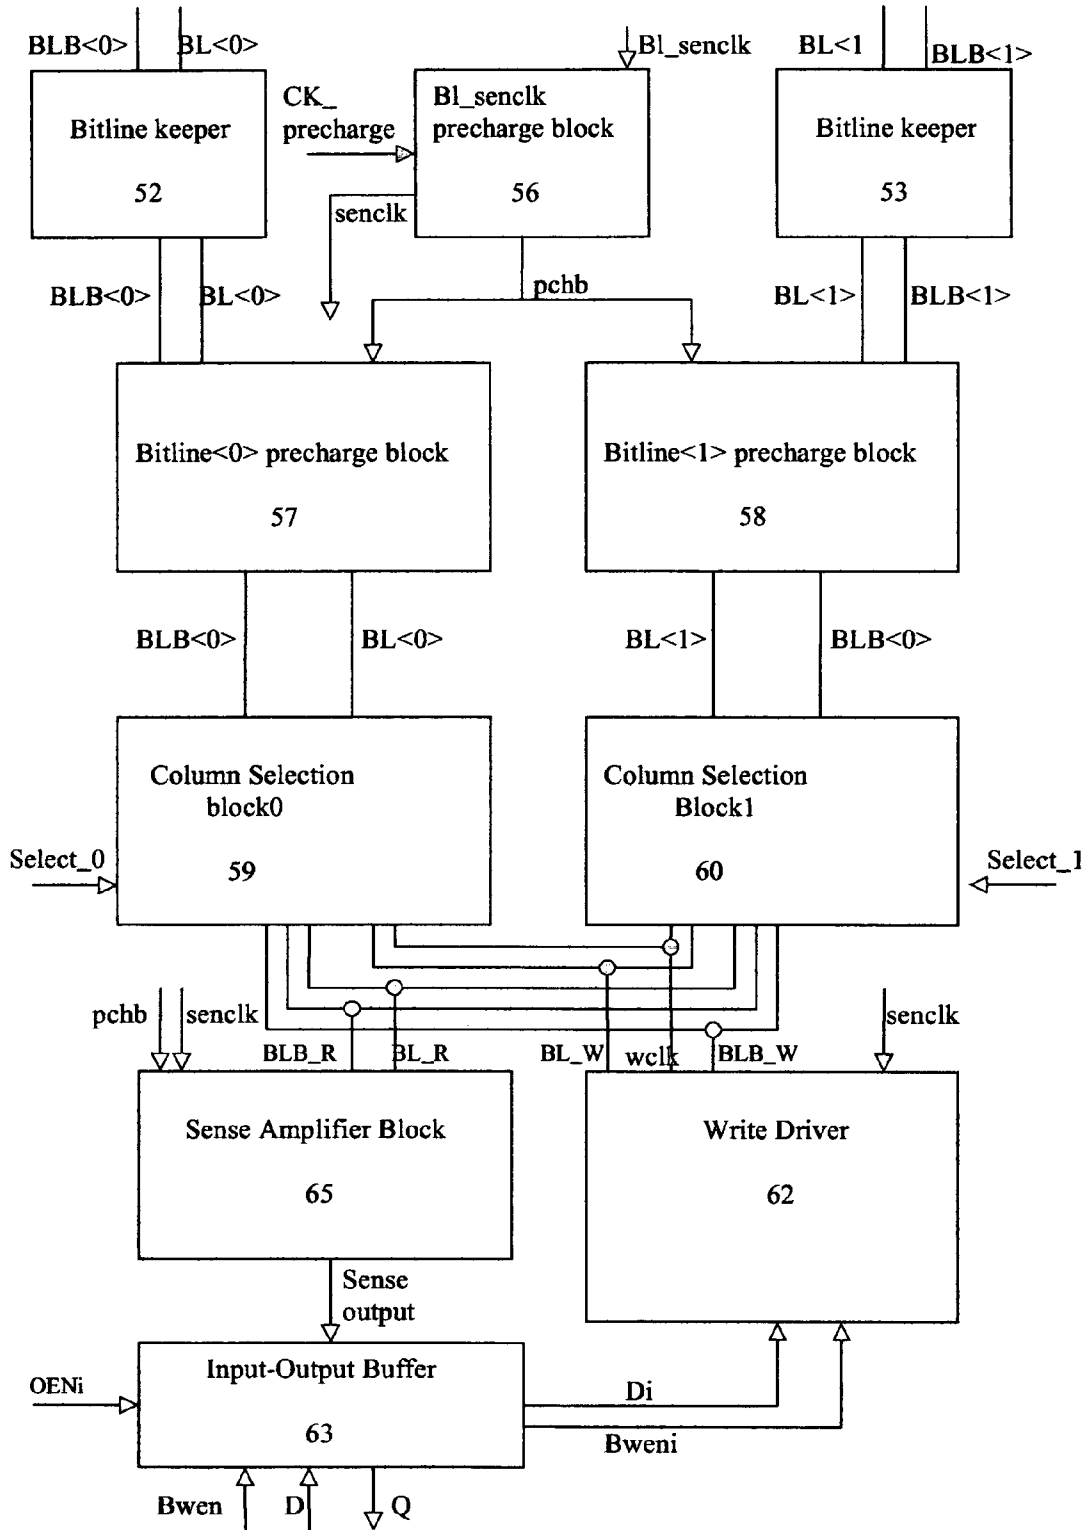 BLB<0>
BL<0>
Bl_senclk
BL<1
BLB<1>
Bitline keeper
52
CK_
precharge
Bl_senclk
precharge block
56
Bitline keeper
53
senclk
BLB<0>
BL<0>
pchb
BL<1>
BLB<1>
Bitline<0> precharge block
57
Bitline<1> precharge block
58
BLB<0>
BL<0>
BL<1>
BLB<0>
Column Selection
block0
59
Column Selection
Block1
60
Select_0
Select_1
pchb
senclk
BLB_R
BL_R
BL_W
wclk
BLB_W
senclk
Sense Amplifier Block
65
Write Driver
62
Sense
output
Input-Output Buffer
63
OENi
Di
Bweni
Bwen
D
Q